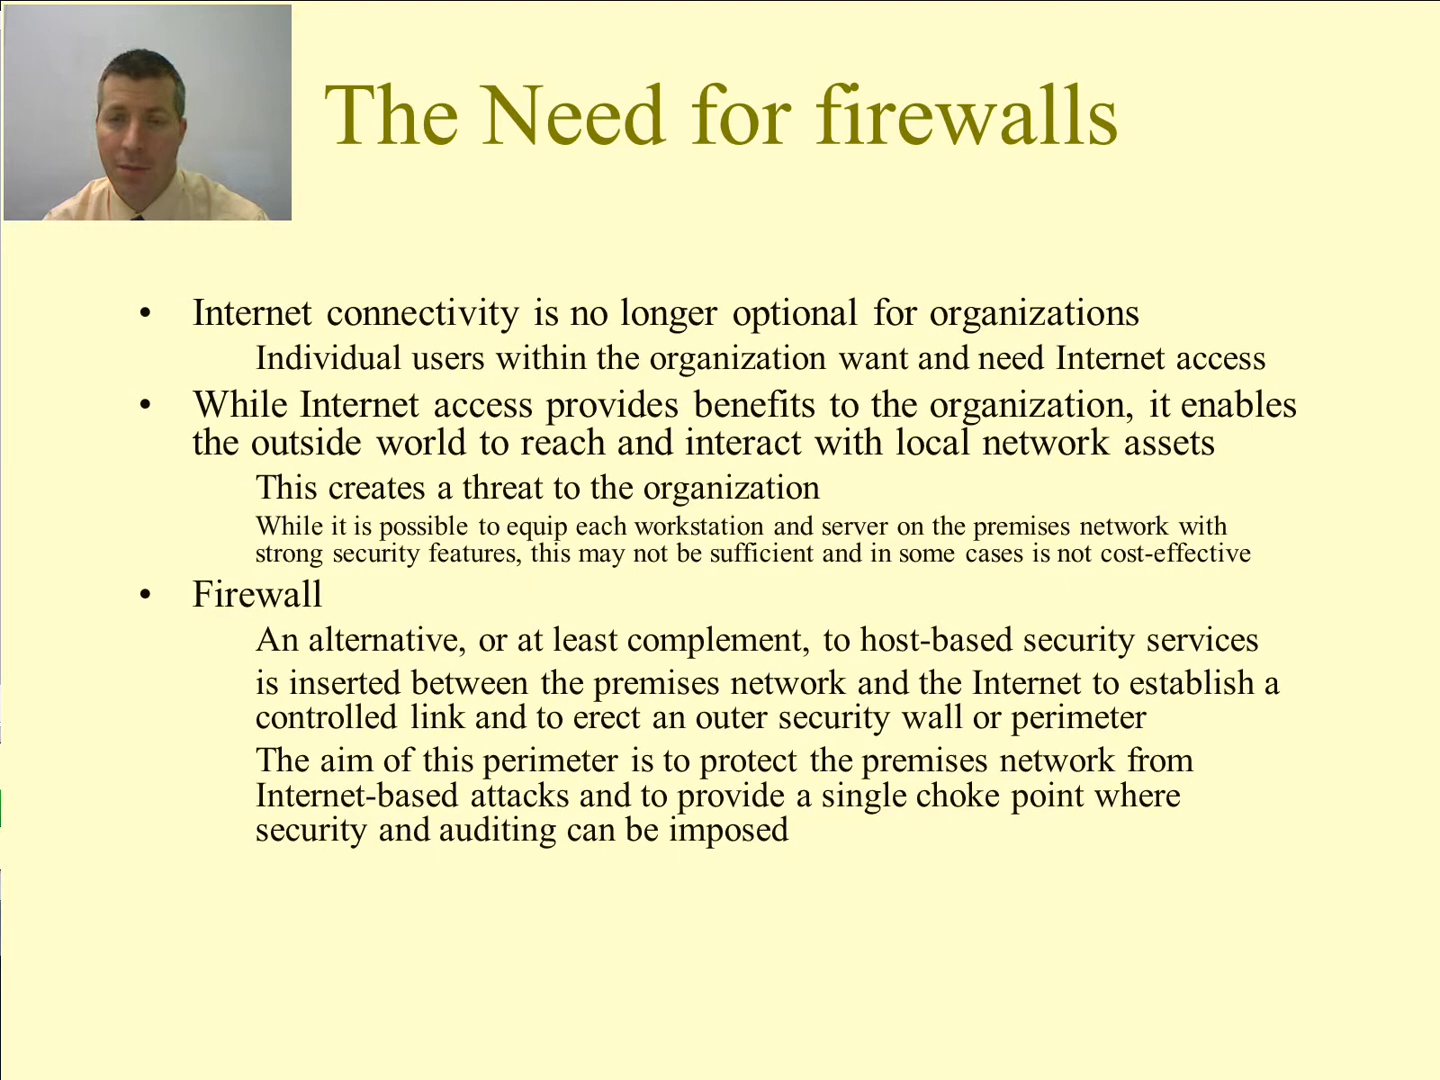 The Need for firewalls
• Internet connectivity is no longer optional for organizations
Individual users within the organization want and need Internet access
• While Internet access provides benefits to the organization, it enables
the outside world to reach and interact with local network assets
This creates a threat to the organization
While it is possible to equip each workstation and server on the premises network with
strong security features, this may not be sufficient and in some cases is not cost-effective
• Firewall
An alternative, or at least complement, to host-based security services
is inserted between the premises network and the Internet to establish a
controlled link and to erect an outer security wall or perimeter
The aim of this perimeter is to protect the premises network from
Internet-based attacks and to provide a single choke point where
security and auditing can be imposed